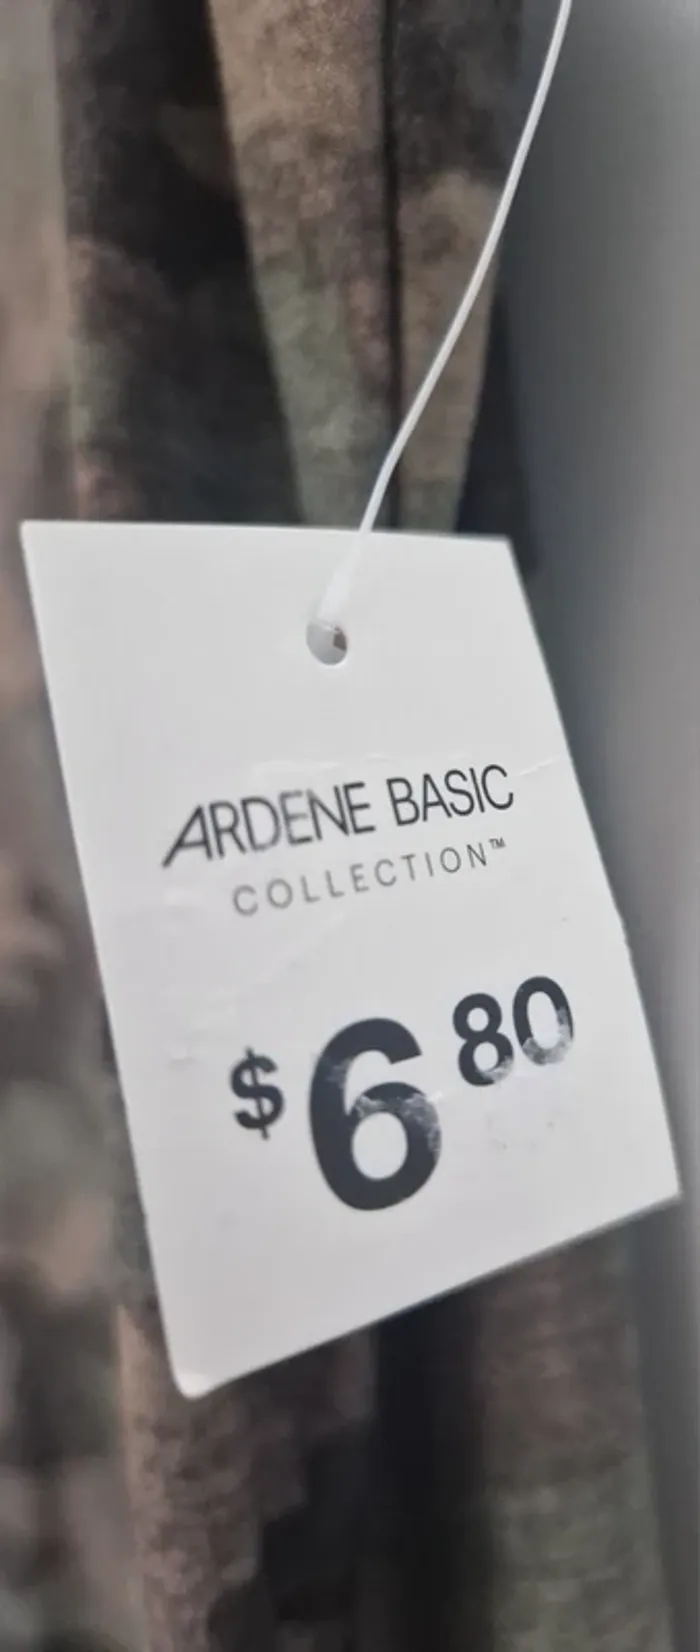 ARDENE BASIC
COLLECTION™
$6 80